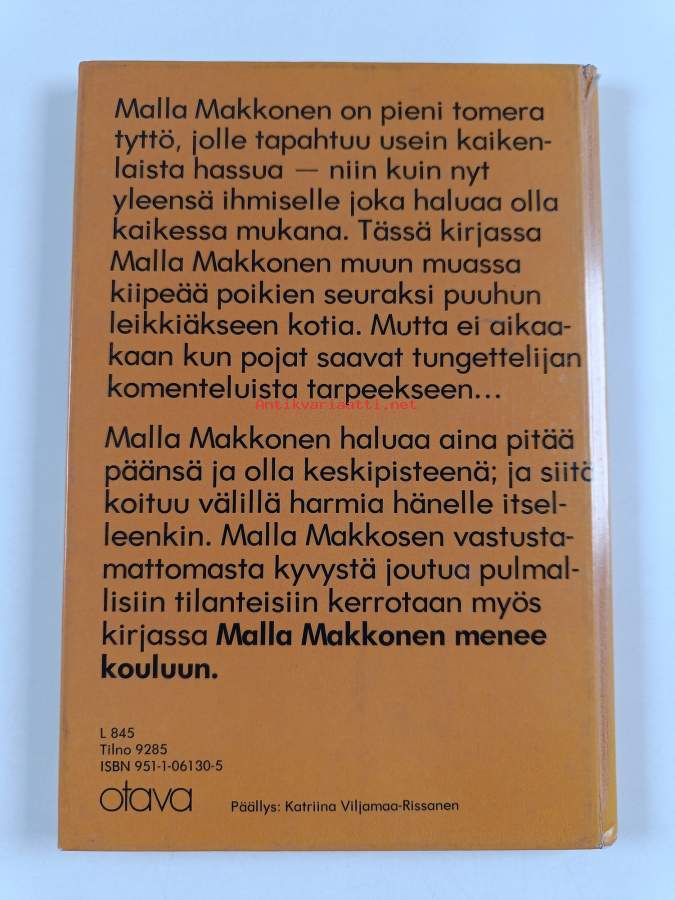 Malla Makkonen on pieni tomera
tyttö, jolle tapahtuu usein kaiken-
laista hassua — niin kuin nyt
yleensä ihmiselle joka haluaa olla
kaikessa mukana. Tässä kirjassa
Malla Makkonen muun muassa
kiipeää poikien seuraksi puuhun
leikkiäkseen kotia. Mutta ei aikaa-
kaan kun pojat saavat tungettelijan
komenteluista tarpeekseen...
Antikvariaatti.net
Malla Makkonen haluaa aina pitää
päänsä ja olla keskipisteenä; ja siitä
koituu välillä harmia hänelle itsel-
leenkin. Malla Makkosen vastusta-
mattomasta kyvystä joutua pulmal-
lisiin tilanteisiin kerrotaan myös
kirjassa Malla Makkonen menee
kouluun.
L 845
Tilno 9285
ISBN 951-1-06130-5
otava
Päällys: Katriina Viljamaa-Rissanen